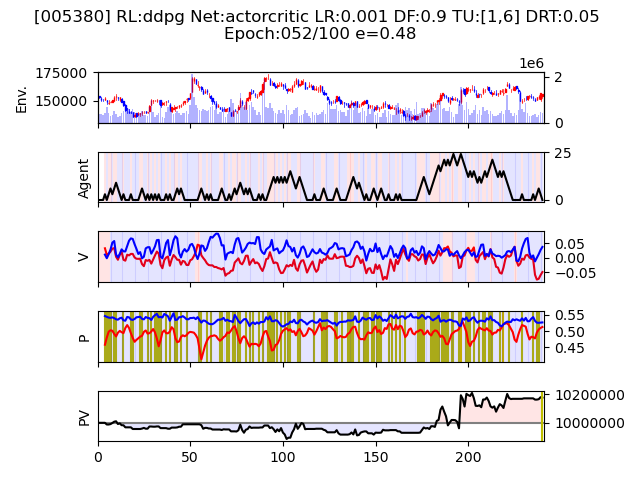 [005380] RL:ddpg Net:actorcritic LR:0.001 DF:0.9 TU:[1,6] DRT:0.05
Epoch:052/100 e=0.48
1e6
175000
150000
2
0
Env.
25
0
Agent
0.05
0.00
−0.05
V
0.55
0.50
0.45
P
10200000
10000000
PV
0 50 100 150 200